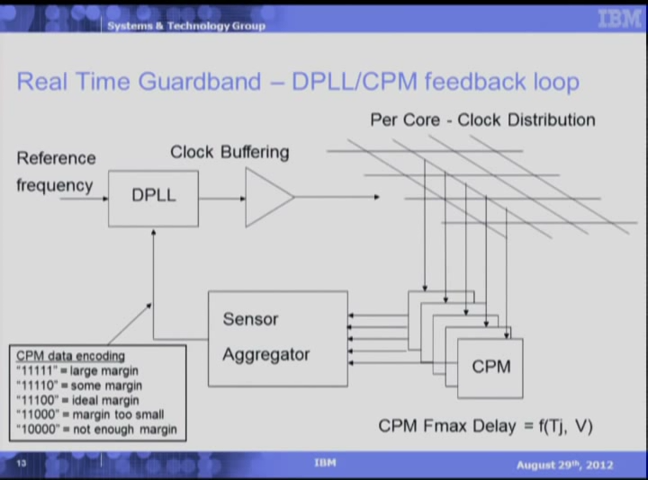 Systems & Technology Group
IBM
Real Time Guardband – DPLL/CPM feedback loop
Per Core - Clock Distribution
Reference
frequency
Clock Buffering
DPLL
Sensor
Aggregator
CPM
CPM data encoding
"11111" = large margin
"11110" = some margin
"11100" = ideal margin
"11000" = margin too small
"10000" = not enough margin
CPM Fmax Delay = f(Tj, V)
13
IBM
August 29th, 2012